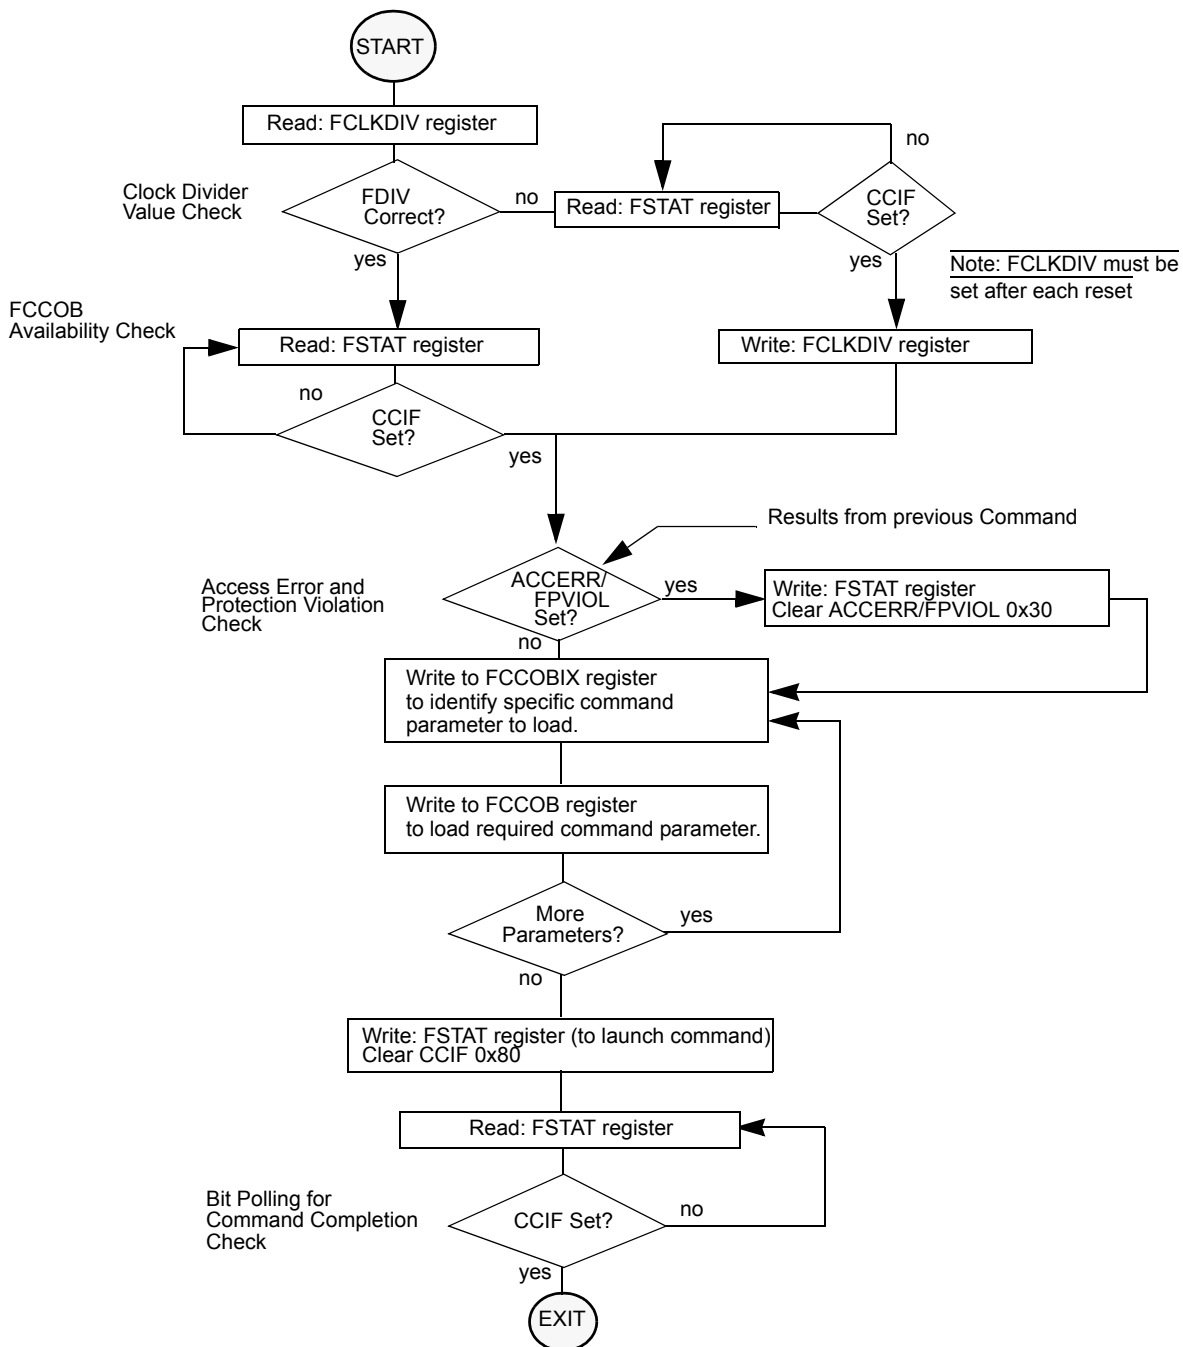 START
Read: FCLKDIV register
no
Clock Divider
Value Check
FDIV
Correct?
no
Read: FSTAT register
CCIF
Set?
yes
yes
Note: FCLKDIV must be
set after each reset
FCCOB
Availability Check
Read: FSTAT register
Write: FCLKDIV register
no
CCIF
Set?
yes
Results from previous Command
Access Error and
Protection Violation
Check
ACCERR/
FPVIOL
Set?
yes
Write: FSTAT register
Clear ACCERR/FPVIOL 0x30
no
Write to FCCOBIX register
to identify specific command
parameter to load.
Write to FCCOB register
to load required command parameter.
More
Parameters?
yes
no
Write: FSTAT register (to launch command)
Clear CCIF 0x80
Read: FSTAT register
Bit Polling for
Command Completion
Check
CCIF Set?
no
yes
EXIT